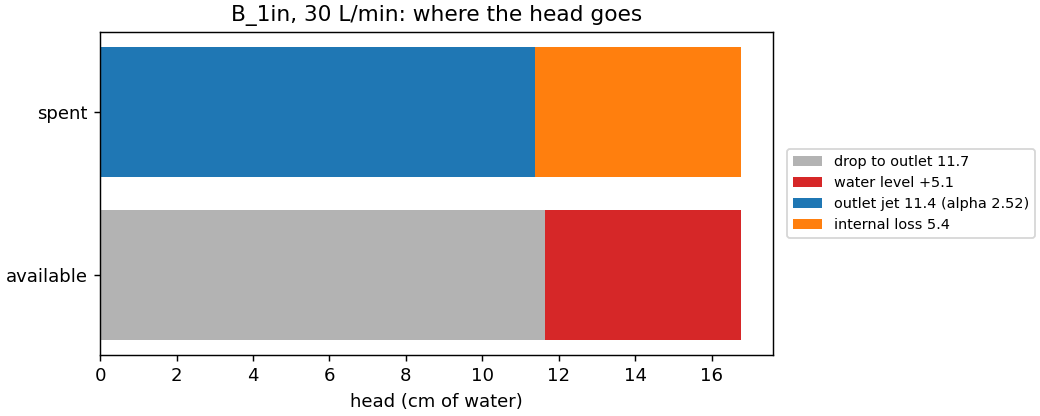 B_1in, 30 L/min: where the head goes
spent
available
0 2 4 6 8 10 12 14 16
head (cm of water)
drop to outlet 11.7
water level +5.1
outlet jet 11.4 (alpha 2.52)
internal loss 5.4